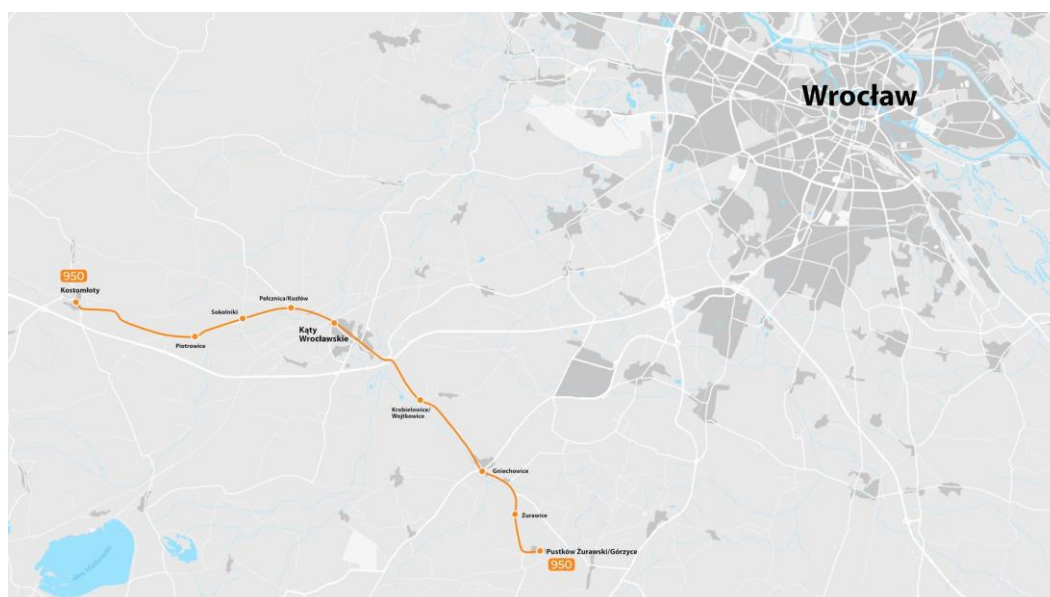 Wrocław
950
Kostomłoty
Pełcznica/Kozłów
Sokolniki
Kąty
Wrocławskie
Piotrowice
Krobielowice/
Wojtkowice
Gniechowice
Żurawice
Pustków Żurawski/Górzyce
950